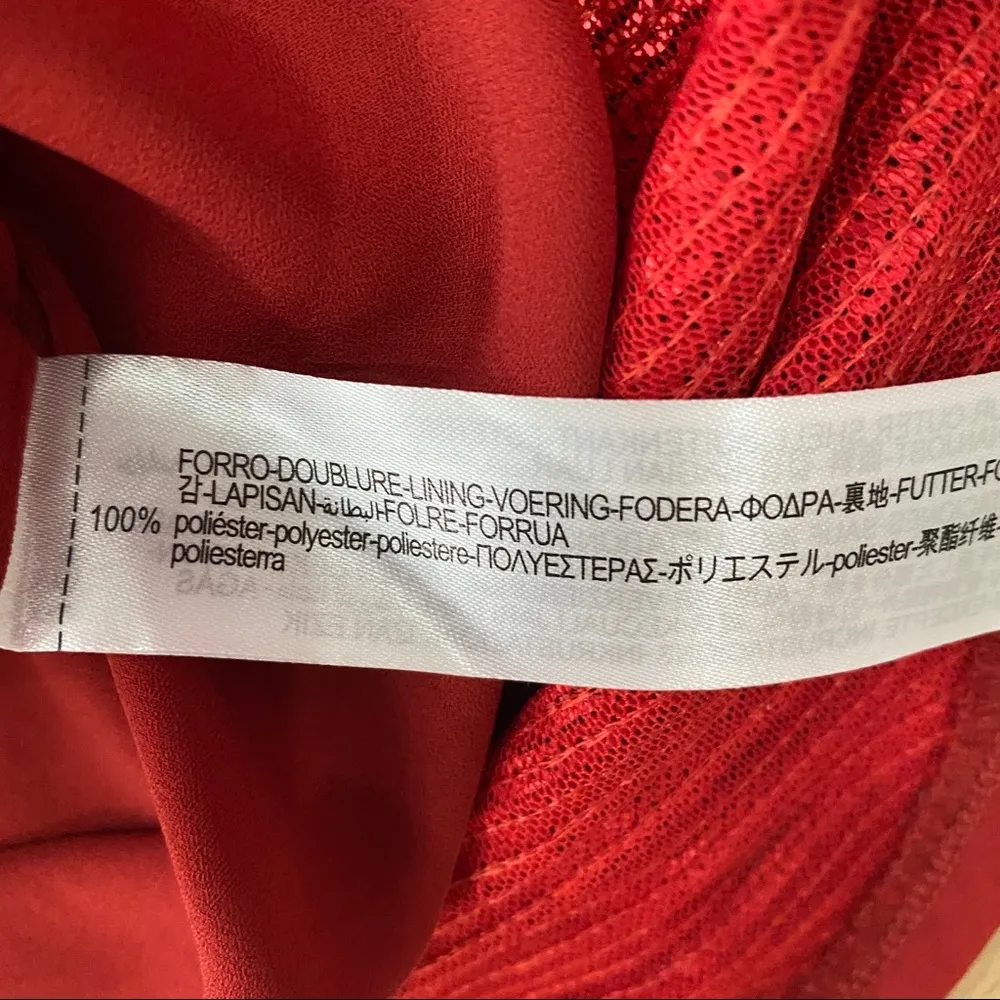 FORRO-DOUBLURE-LINING-VOERING-FODERA-ΦΟΔΡΑ-裏地-FUTTER-FO
감-LAPISAN-البطانة-FOLRE-FORRUA
100% poliéster-polyester-poliestere-ΠΟΛΥΕΣΤΕΡΑΣ-ポリエステル-poliester-聚酯纤维
poliesterra